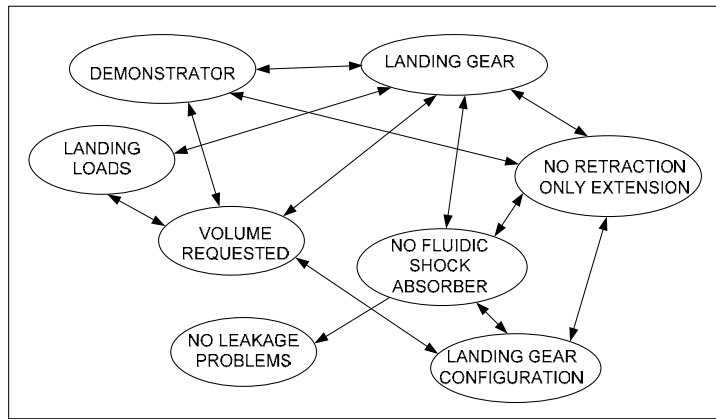 DEMONSTRATOR
LANDING GEAR
LANDING
LOADS
NO RETRACTION
ONLY EXTENSION
VOLUME
REQUESTED
NO FLUIDIC
SHOCK
ABSORBER
NO LEAKAGE
PROBLEMS
LANDING GEAR
CONFIGURATION